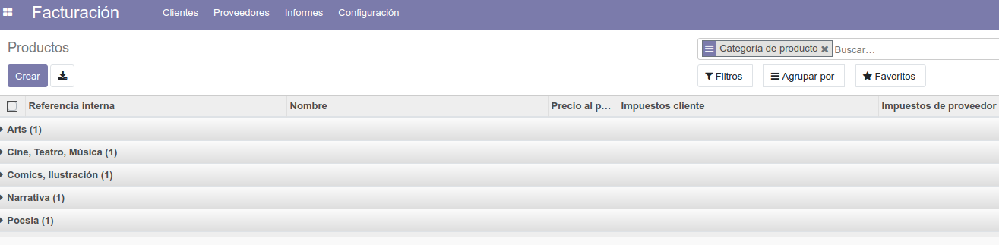 Facturación Clientes Proveedores Informes Configuración
Productos
Categoría de producto Buscar...
Crear Filtros Agrupar por Favoritos
Referencia interna Nombre Precio al p... Impuestos cliente Impuestos de proveedor
Arts (1)
Cine, Teatro, Música (1)
Comics, Ilustración (1)
Narrativa (1)
Poesia (1)